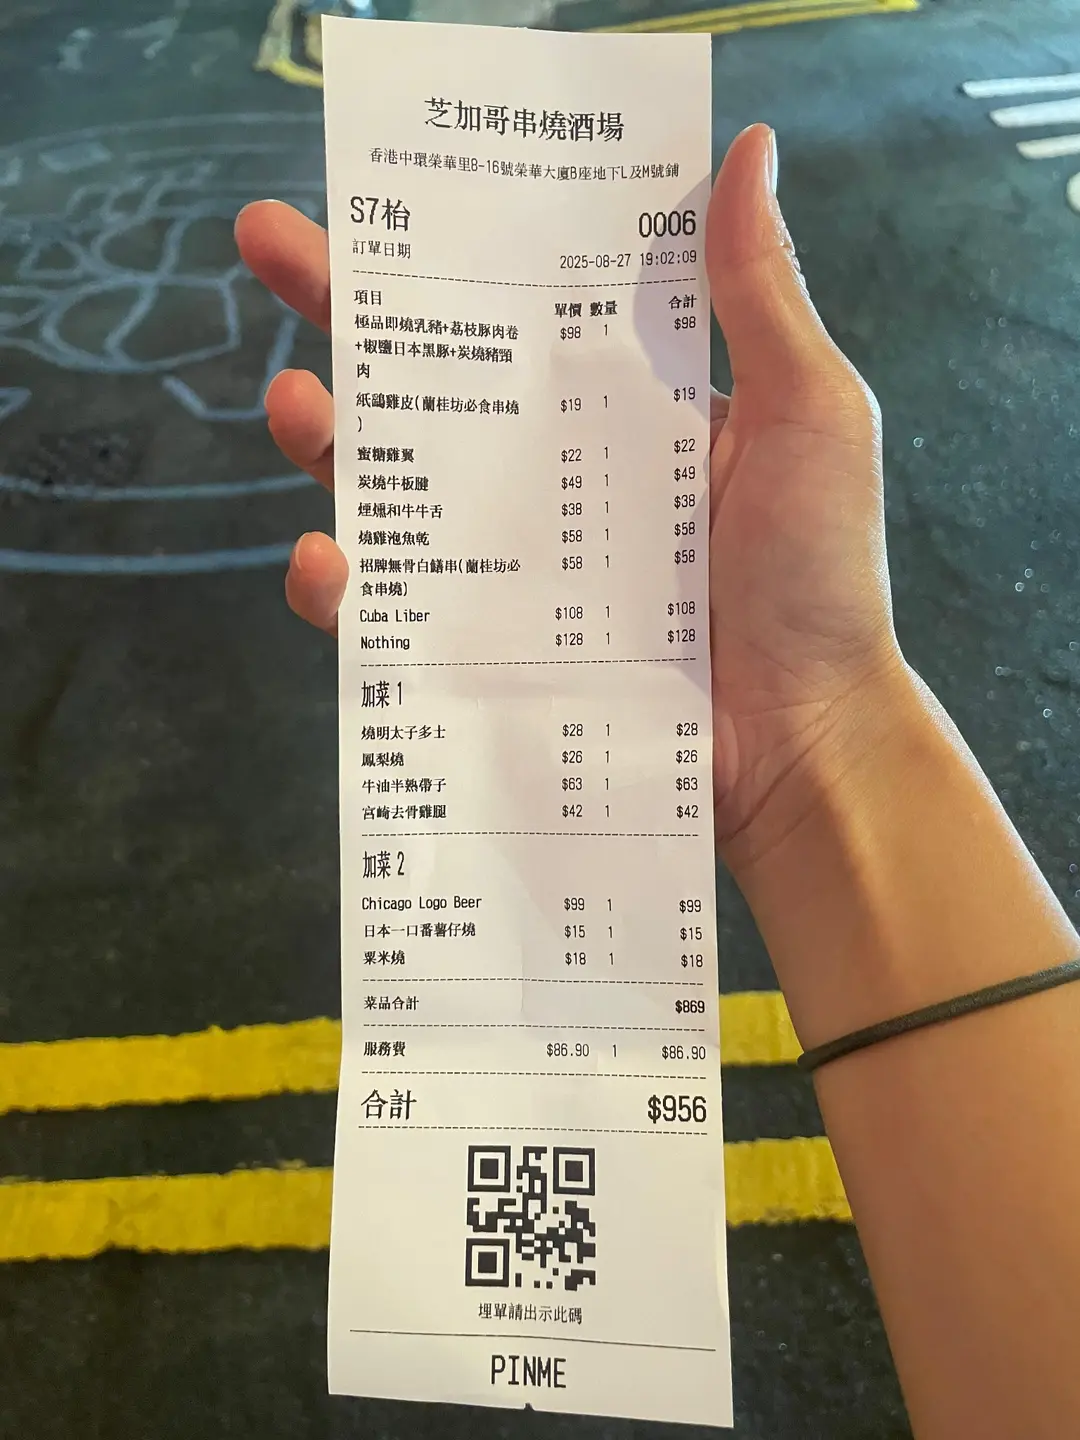 芝加哥串燒酒場
香港中環榮華里8-16號榮華大廈B座地下L及M號鋪
S7枱 0006
訂單日期 2025-08-27 19:02:09
項目 單價 數量 合計
極品即燒乳豬+荔枝豚肉卷 $98 1 $98
+椒鹽日本黑豚+炭燒豬頸
肉
紙鷂雞皮(蘭桂坊必食串燒 $19 1 $19
)
蜜糖雞翼 $22 1 $22
炭燒牛板腱 $49 1 $49
煙燻和牛牛舌 $38 1 $38
燒雞泡魚乾 $58 1 $58
招牌無骨白鱔串(蘭桂坊必 $58 1 $58
食串燒)
Cuba Liber $108 1 $108
Nothing $128 1 $128
加菜 1
燒明太子多士 $28 1 $28
鳳梨燒 $26 1 $26
牛油半熟帶子 $63 1 $63
宮崎去骨雞腿 $42 1 $42
加菜 2
Chicago Logo Beer $99 1 $99
日本一口番薯仔燒 $15 1 $15
粟米燒 $18 1 $18
菜品合計 $869
服務費 $86.90 1 $86.90
合計 $956
埋單請出示此碼
PINME